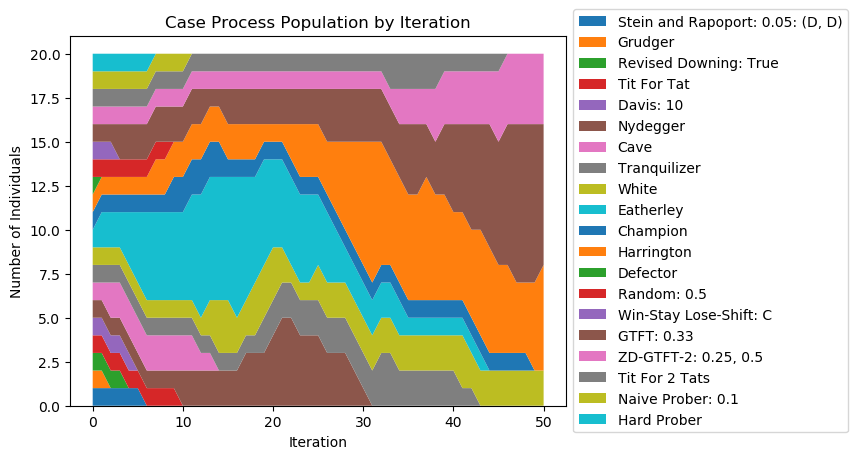 Case Process Population by Iteration
20.0
17.5
15.0
12.5
10.0
7.5
5.0
2.5
0.0
Number of Individuals
0 10 20 30 40 50
Iteration
Stein and Rapoport: 0.05: (D, D)
Grudger
Revised Downing: True
Tit For Tat
Davis: 10
Nydegger
Cave
Tranquilizer
White
Eatherley
Champion
Harrington
Defector
Random: 0.5
Win-Stay Lose-Shift: C
GTFT: 0.33
ZD-GTFT-2: 0.25, 0.5
Tit For 2 Tats
Naive Prober: 0.1
Hard Prober